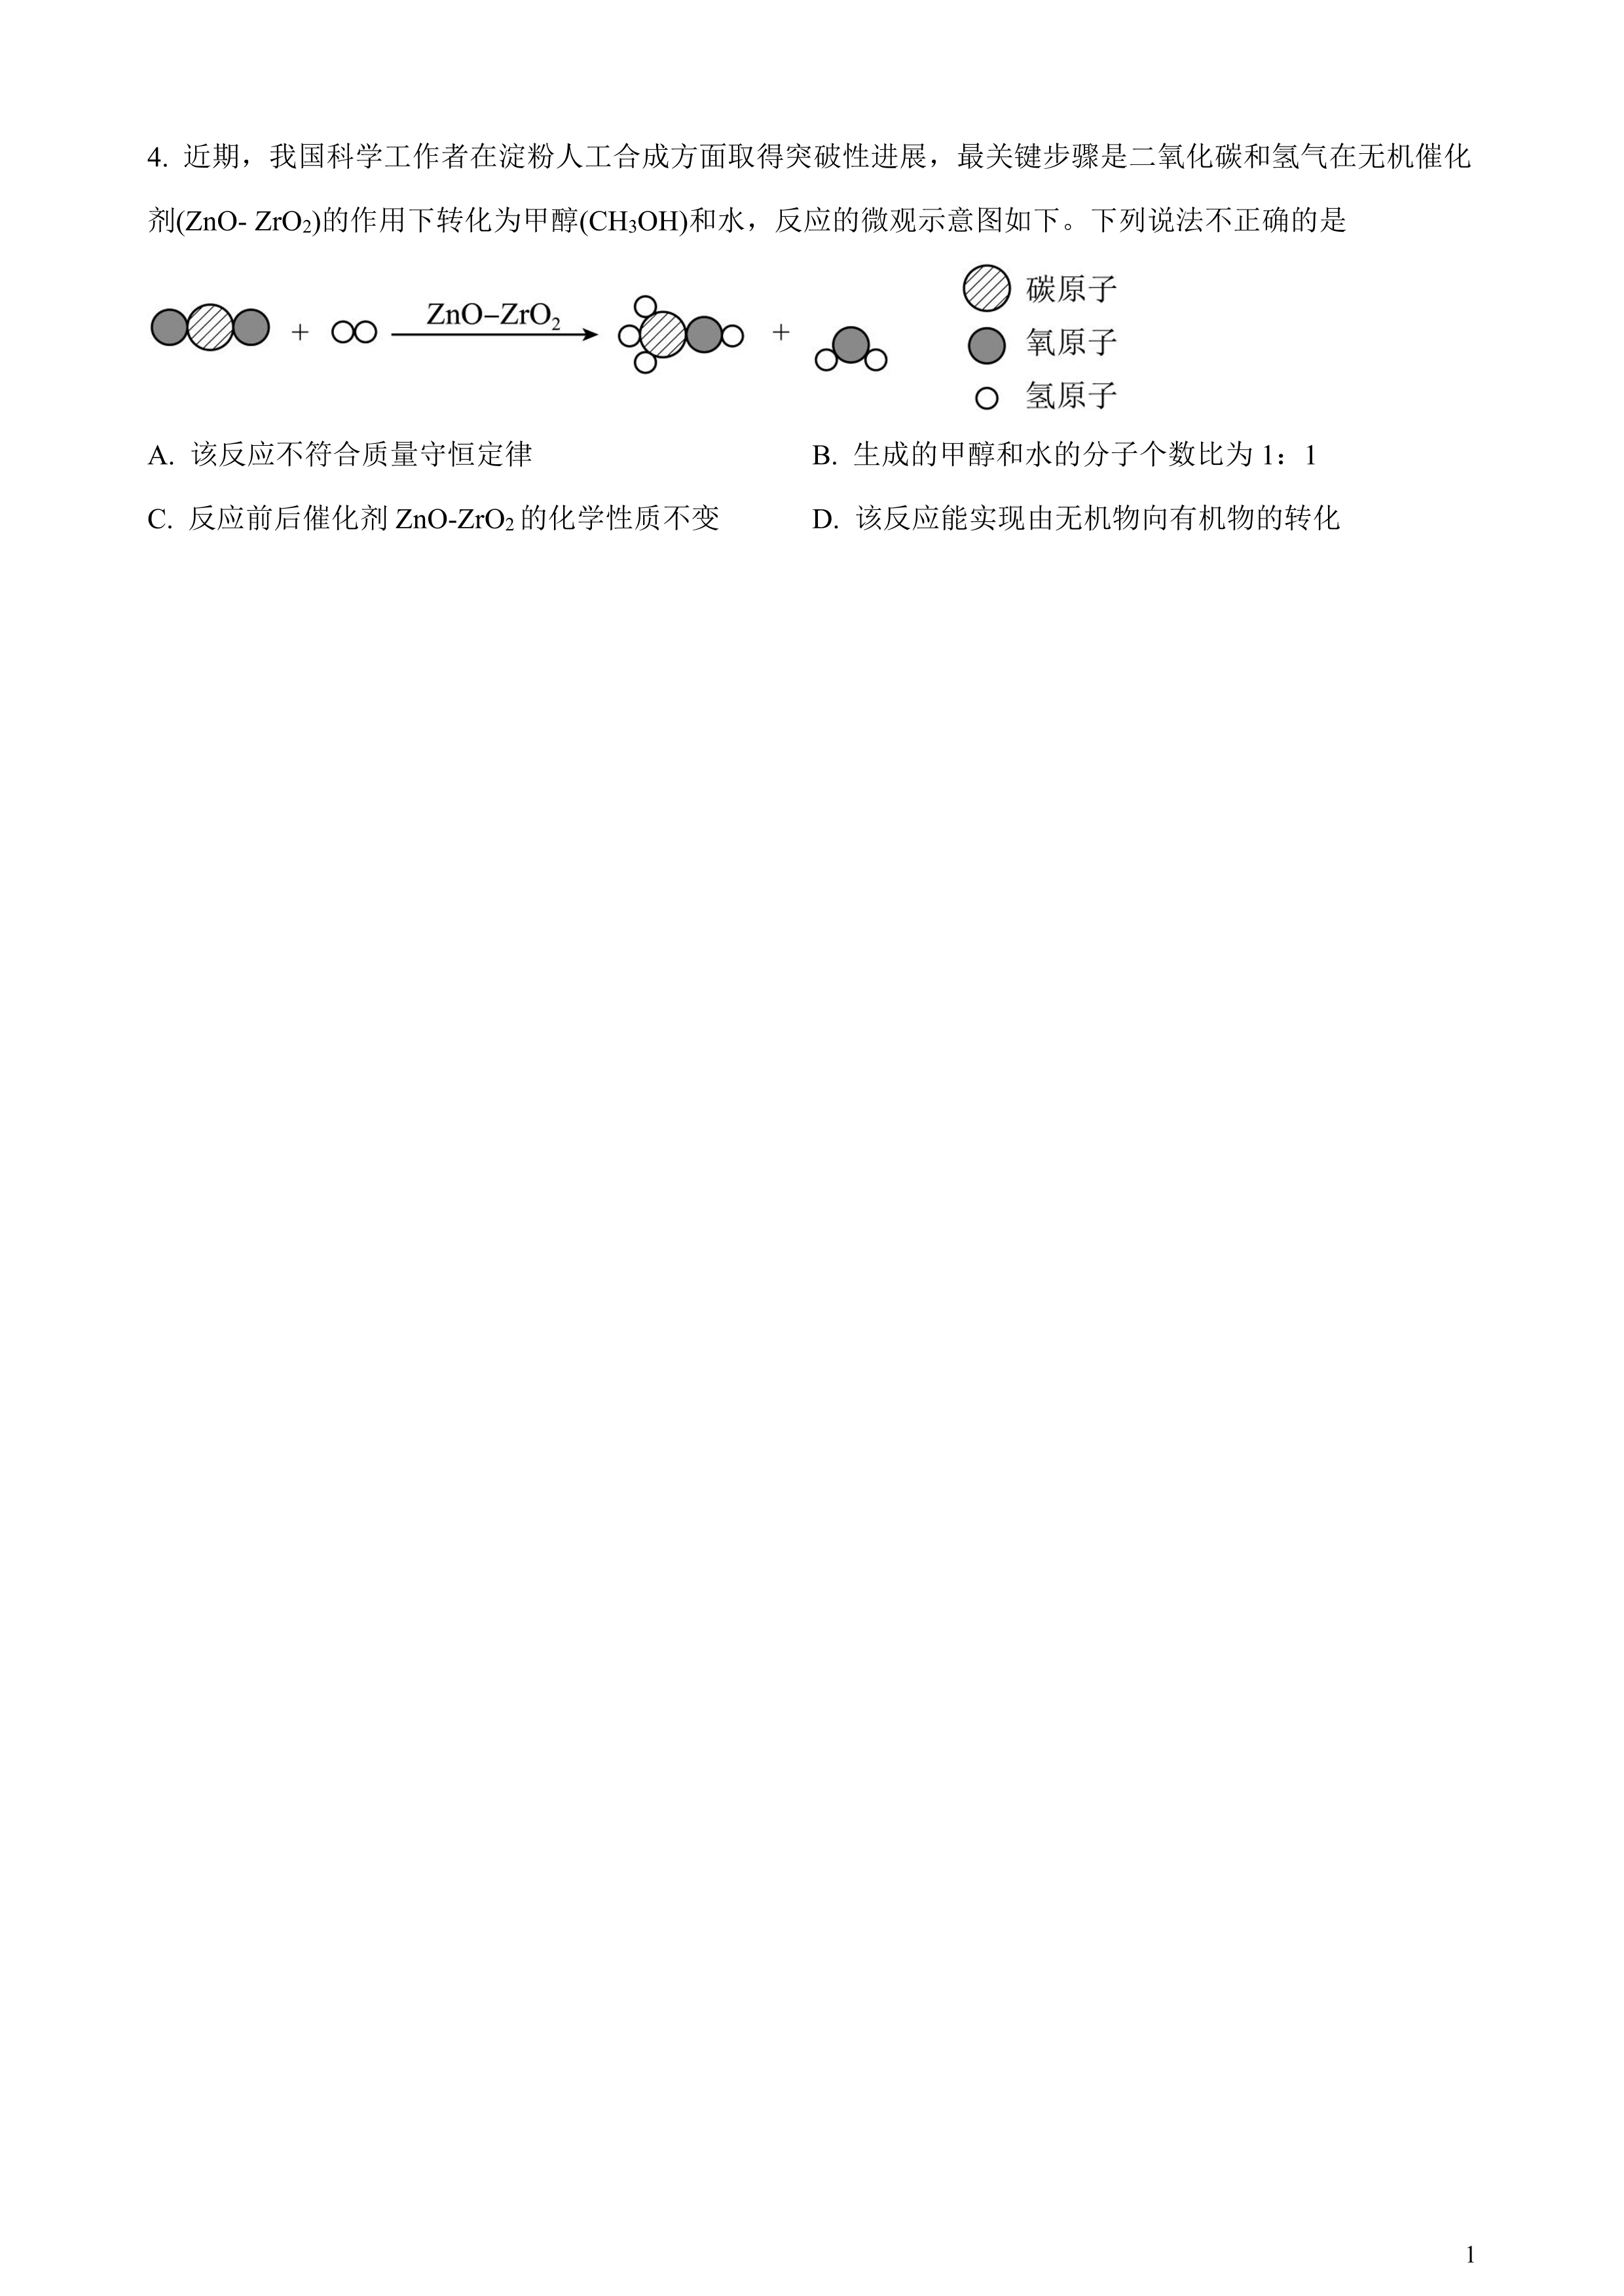 4. 近期，我国科学工作者在淀粉人工合成方面取得突破性进展，最关键步骤是二氧化碳和氢气在无机催化
剂(ZnO- ZrO₂)的作用下转化为甲醇(CH₃OH)和水，反应的微观示意图如下。下列说法不正确的是
+ ZnO–ZrO₂ +
碳原子
氧原子
氢原子
A. 该反应不符合质量守恒定律 B. 生成的甲醇和水的分子个数比为 1：1
C. 反应前后催化剂 ZnO-ZrO₂ 的化学性质不变 D. 该反应能实现由无机物向有机物的转化
1